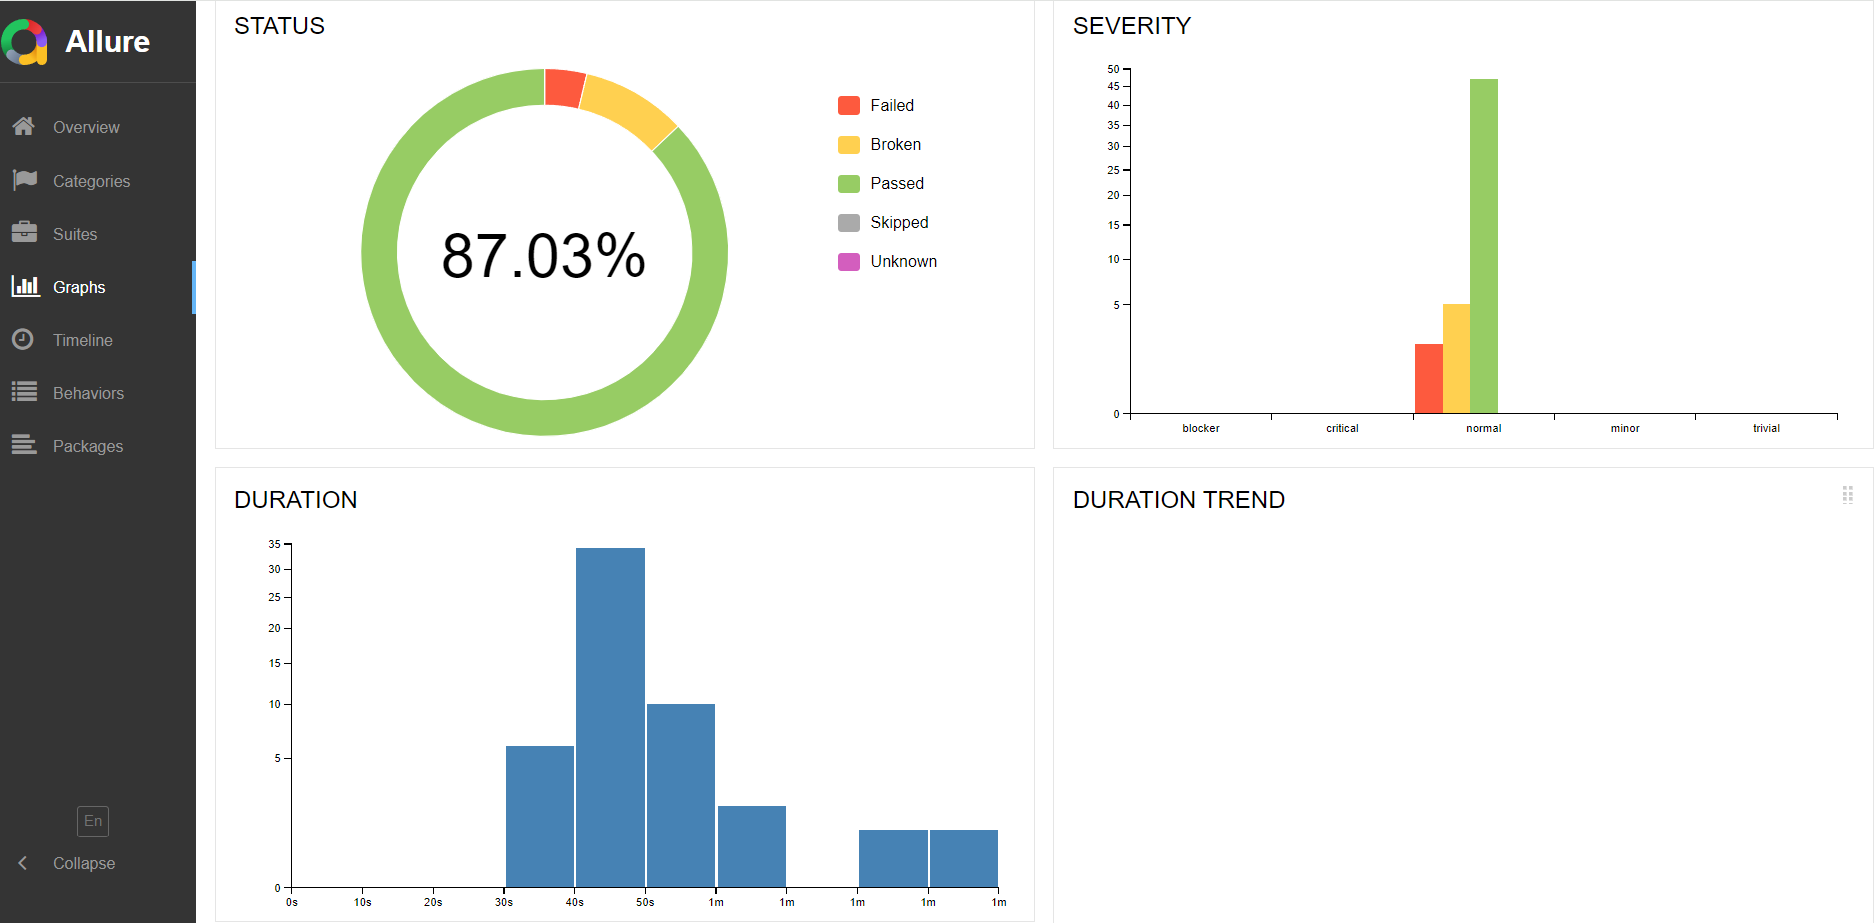 Allure
Overview
Categories
Suites
Graphs
Timeline
Behaviors
Packages
En
Collapse
STATUS
87.03%
Failed
Broken
Passed
Skipped
Unknown
SEVERITY
50
45
40
35
30
25
20
15
10
5
0
blocker critical normal minor trivial
DURATION
35
30
25
20
15
10
5
0
0s 10s 20s 30s 40s 50s 1m 1m 1m 1m 1m
DURATION TREND